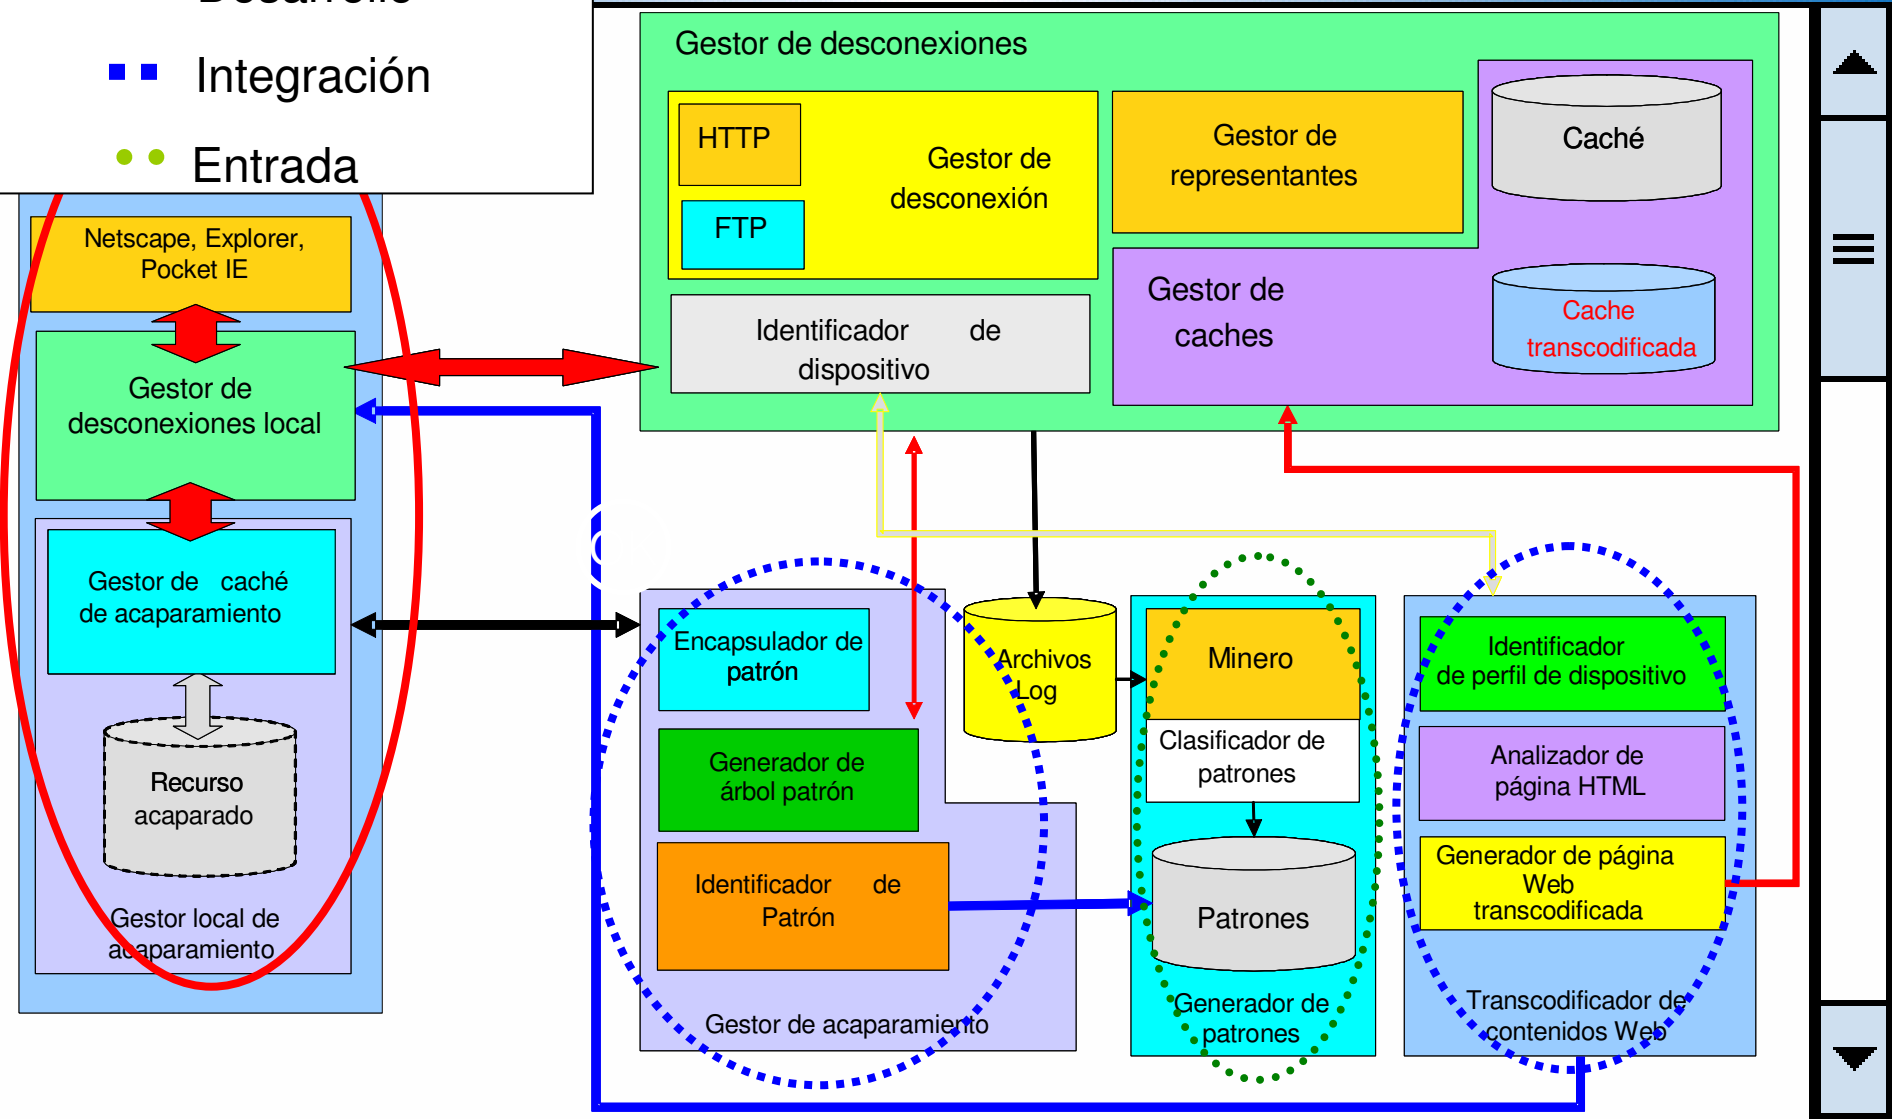 Desarrollo
Integración
Entrada
Netscape, Explorer,
Pocket IE
Gestor de
desconexiones local
Gestor de caché
de acaparamiento
Recurso
acaparado
Gestor local de
acaparamiento
Gestor de desconexiones
HTTP
FTP
Gestor de
desconexión
Gestor de
representantes
Caché
Identificador de
dispositivo
Gestor de
caches
Cache
transcodificada
Encapsulador de
patrón
Generador de
árbol patrón
Identificador de
Patrón
Gestor de acaparamiento
Archivos
Log
Minero
Clasificador de
patrones
Patrones
Generador de
patrones
Identificador
de perfil de dispositivo
Analizador de
página HTML
Generador de página
Web
transcodificada
Transcodificador de
contenidos Web